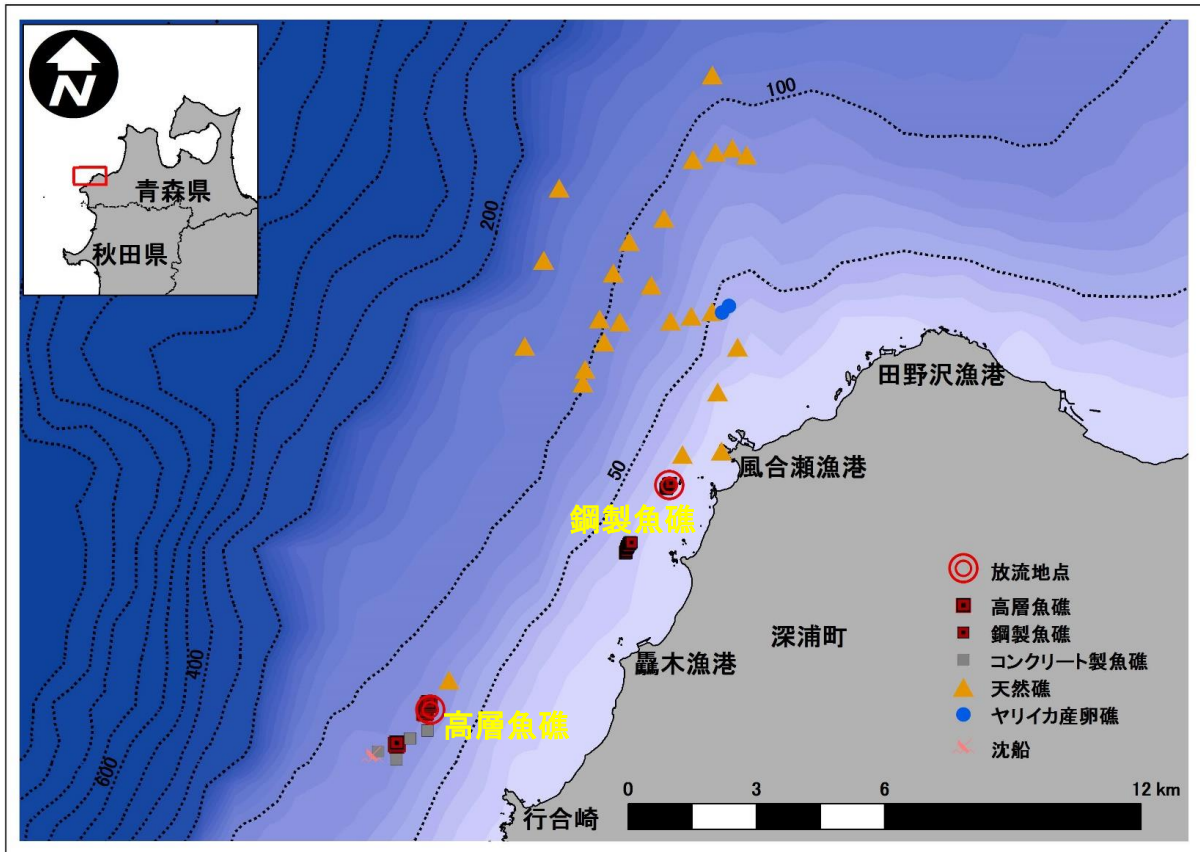 N
青森県
秋田県
100
200
50
400
600
田野沢漁港
風合瀬漁港
鋼製魚礁
深浦町
轟木漁港
高層魚礁
行合崎
放流地点
高層魚礁
鋼製魚礁
コンクリート製魚礁
天然礁
ヤリイカ産卵礁
沈船
0 3 6 12 km